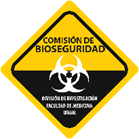 COMISIÓN DE
BIOSEGURIDAD
DIVISIÓN DE INVESTIGACIÓN
FACULTAD DE MEDICINA
UNAM